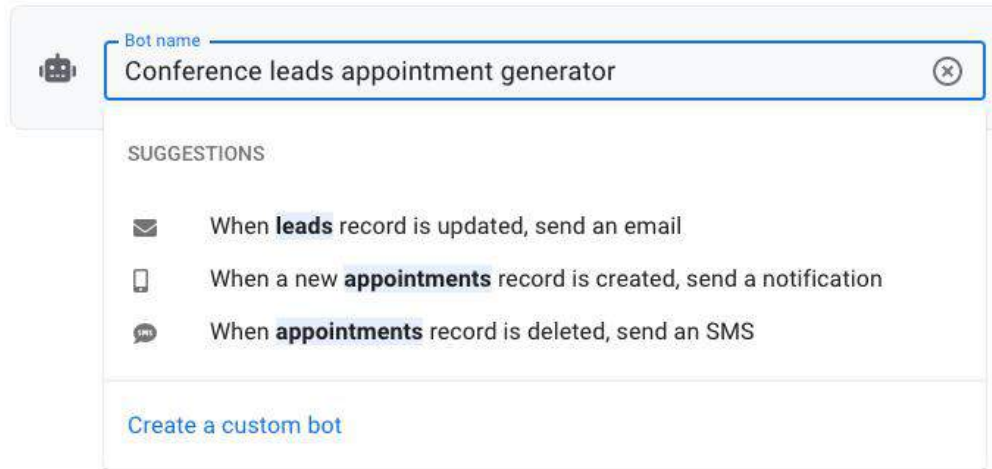 Bot name
Conference leads appointment generator
SUGGESTIONS
When leads record is updated, send an email
When a new appointments record is created, send a notification
SMS
When appointments record is deleted, send an SMS
Create a custom bot